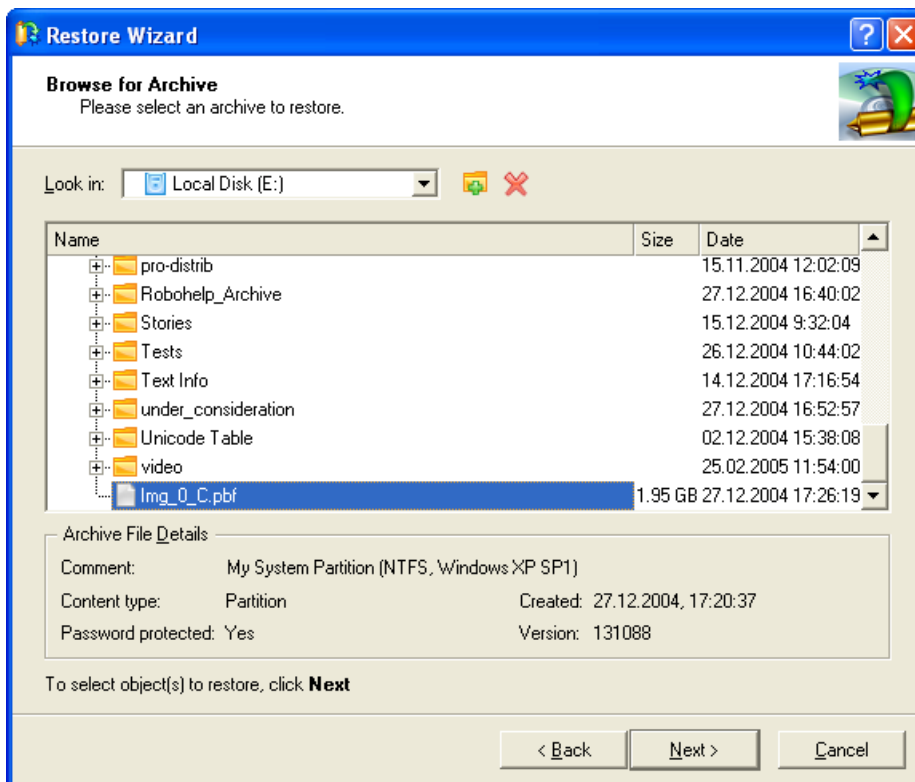 Restore Wizard
Browse for Archive
Please select an archive to restore.
Look in: Local Disk (E:)
Name Size Date
pro-distrib 15.11.2004 12:02:09
Robohelp_Archive 27.12.2004 16:40:02
Stories 15.12.2004 9:32:04
Tests 26.12.2004 10:44:02
Text Info 14.12.2004 17:16:54
under_consideration 27.12.2004 16:52:57
Unicode Table 02.12.2004 15:38:08
video 25.02.2005 11:54:00
Img_0_C.pbf 1.95 GB 27.12.2004 17:26:19
Archive File Details
Comment: My System Partition (NTFS, Windows XP SP1)
Content type: Partition Created: 27.12.2004, 17:20:37
Password protected: Yes Version: 131088
To select object(s) to restore, click Next
< Back Next > Cancel